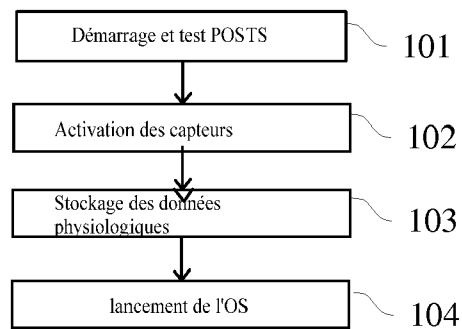 Démarrage et test POSTS
101
Activation des capteurs
102
Stockage des données
physiologiques
103
lancement de l'OS
104